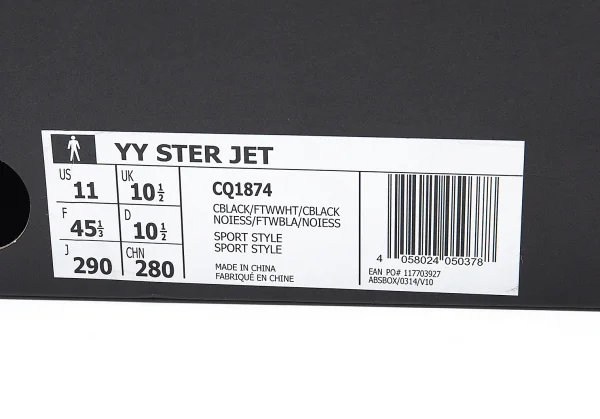 YY STER JET
US 11 UK 10½
F 45⅓ D 10½
J 290 CHN 280
CQ1874
CBLACK/FTWWHT/CBLACK
NOIESS/FTWBLA/NOIESS
SPORT STYLE
SPORT STYLE
MADE IN CHINA
FABRIQUÉ EN CHINE
4 058024 050378
EAN PO# 117703927
ABSBOX/0314/V10